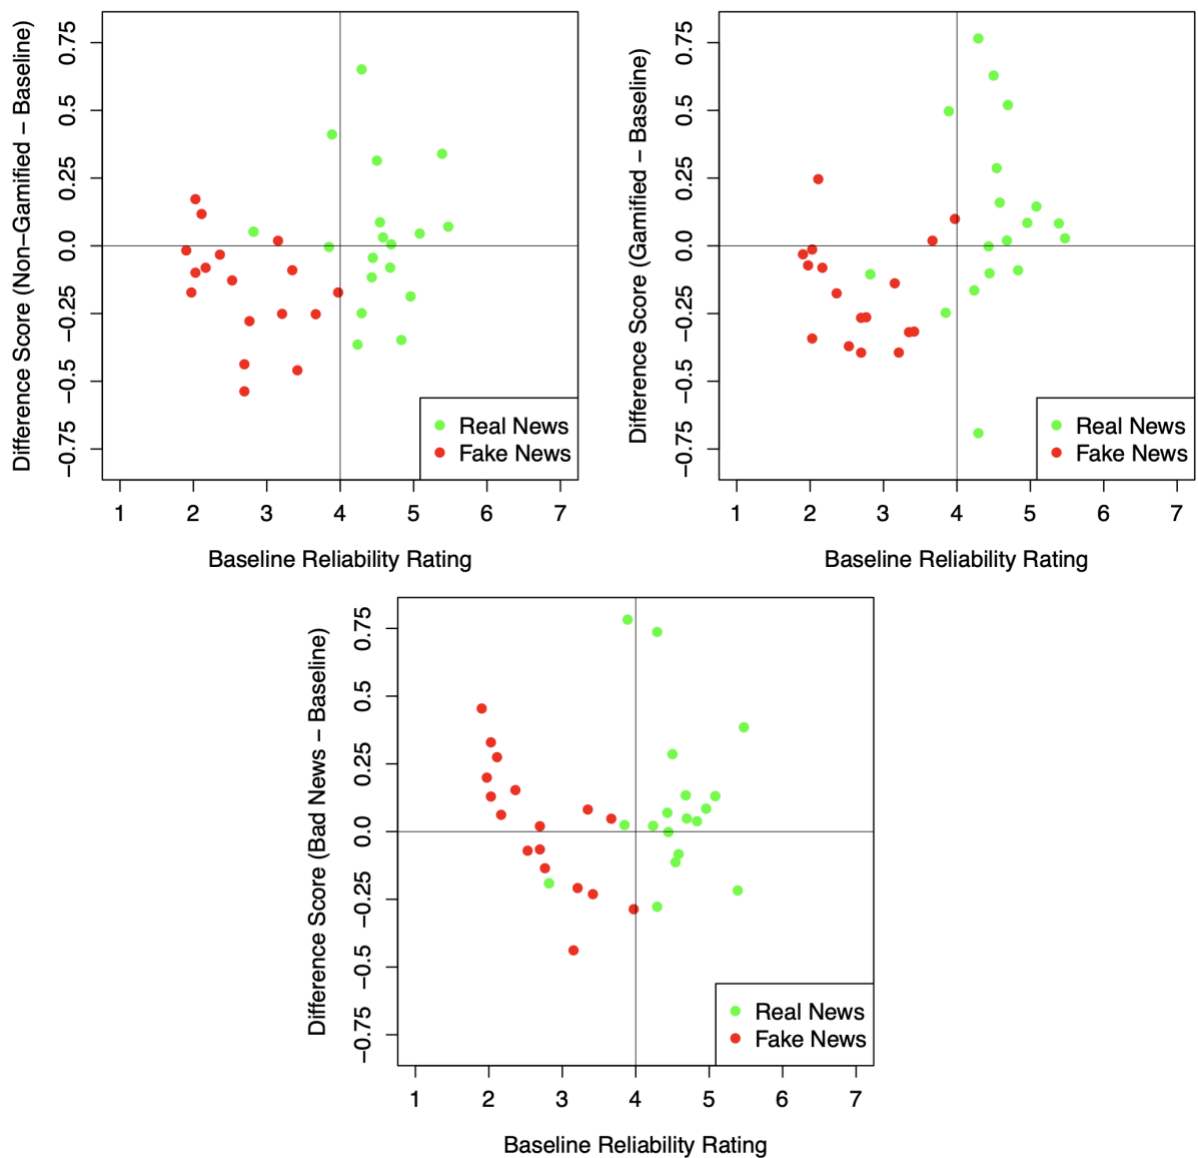 Difference Score (Non−Gamified − Baseline)
0.75
0.5
0.25
0.0
−0.25
−0.5
−0.75
Real News
Fake News
1 2 3 4 5 6 7
Baseline Reliability Rating
Difference Score (Gamified − Baseline)
0.75
0.5
0.25
0.0
−0.25
−0.5
−0.75
Real News
Fake News
1 2 3 4 5 6 7
Baseline Reliability Rating
Difference Score (Bad News − Baseline)
0.75
0.5
0.25
0.0
−0.25
−0.5
−0.75
Real News
Fake News
1 2 3 4 5 6 7
Baseline Reliability Rating